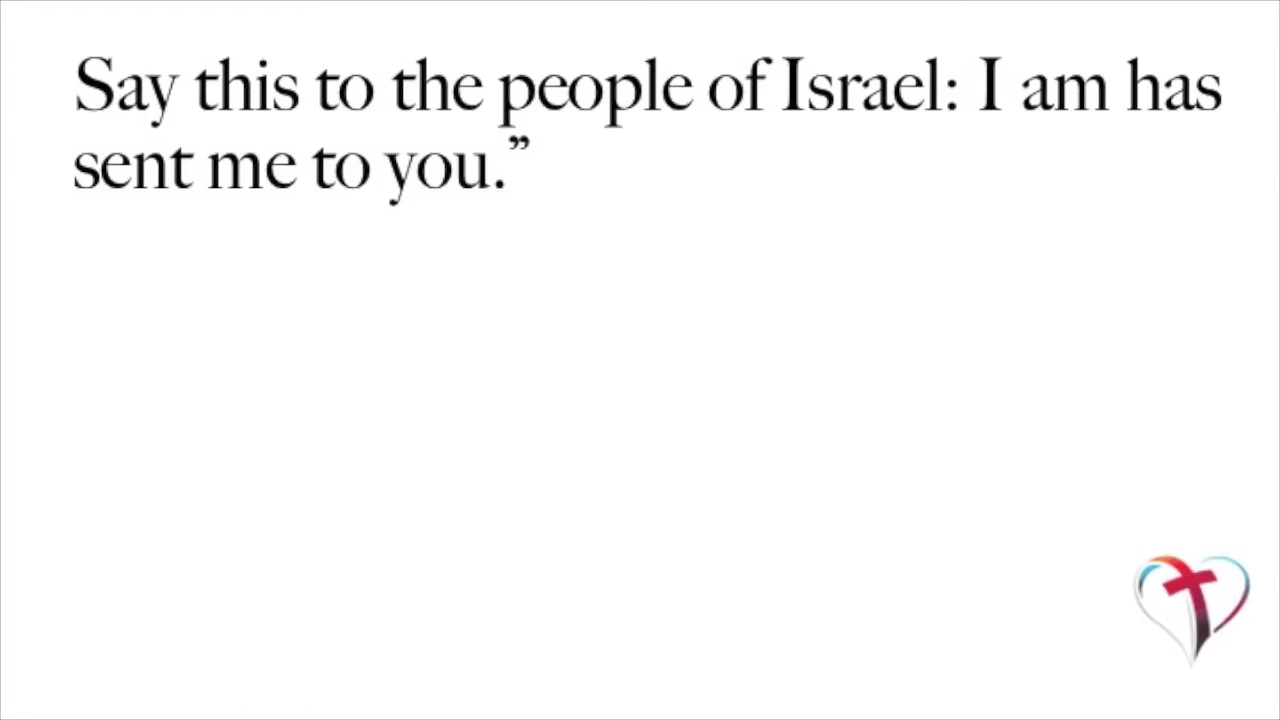 Say this to the people of Israel: I am has
sent me to you.”